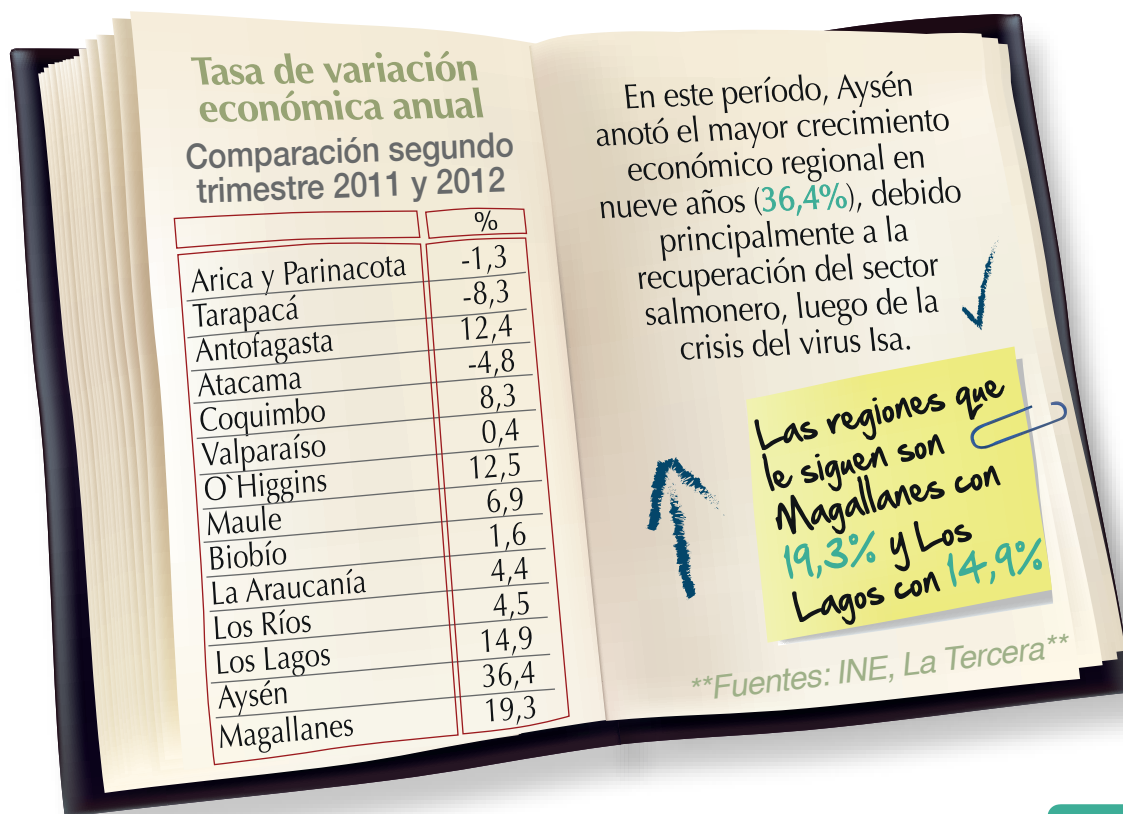 Tasa de variación
económica anual
Comparación segundo
trimestre 2011 y 2012
%
Arica y Parinacota -1,3
Tarapacá -8,3
Antofagasta 12,4
Atacama -4,8
Coquimbo 8,3
Valparaíso 0,4
O`Higgins 12,5
Maule 6,9
Biobío 1,6
La Araucanía 4,4
Los Ríos 4,5
Los Lagos 14,9
Aysén 36,4
Magallanes 19,3
En este período, Aysén
anotó el mayor crecimiento
económico regional en
nueve años (36,4%), debido
principalmente a la
recuperación del sector
salmonero, luego de la
crisis del virus Isa.
Las regiones que
le siguen son
Magallanes con
19,3% y Los
Lagos con 14,9%
**Fuentes: INE, La Tercera**